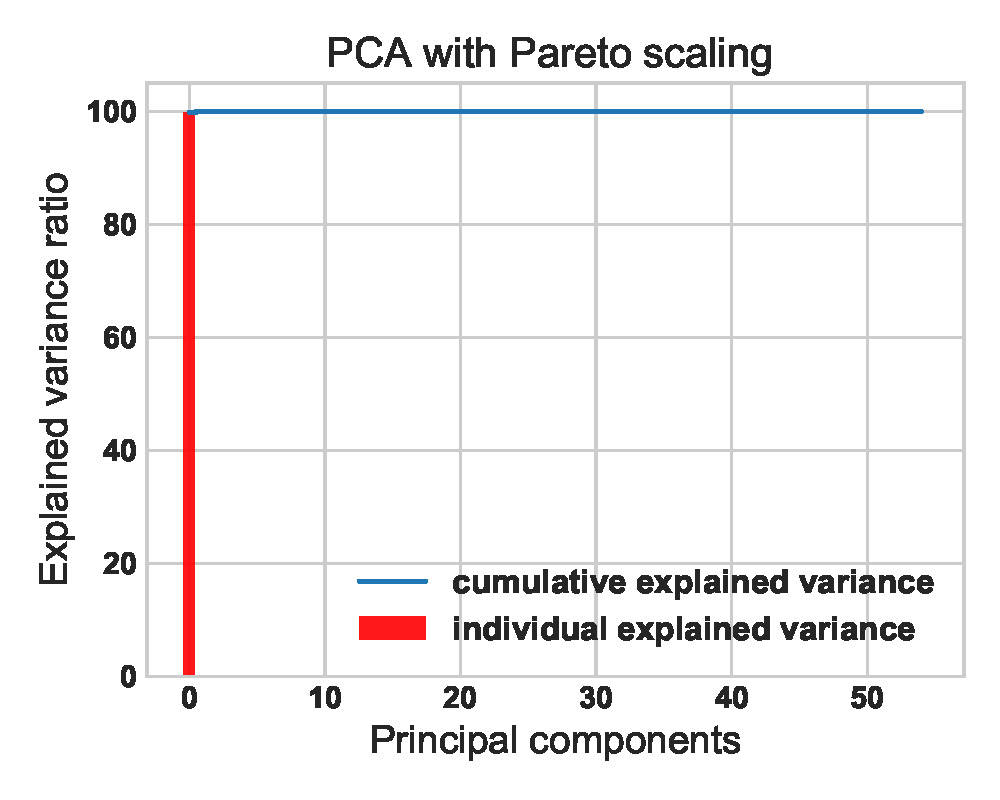 PCA with Pareto scaling
Explained variance ratio
100
80
60
40
20
0
cumulative explained variance
individual explained variance
0 10 20 30 40 50
Principal components